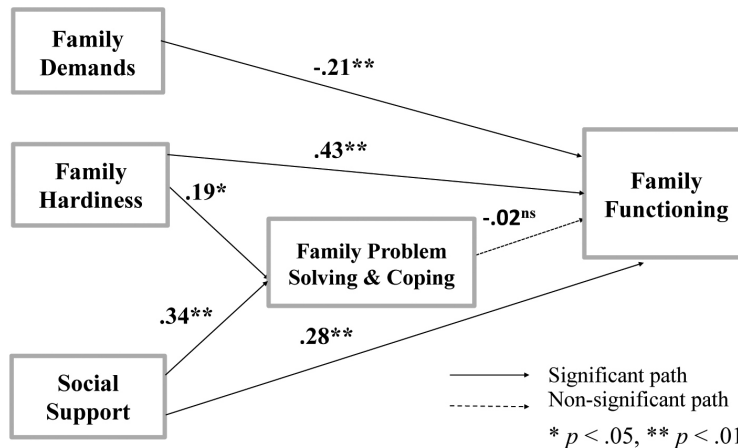 Family
Demands
-.21**
Family
Hardiness
.43**
.19*
Family
Functioning
-.02ns
Family Problem
Solving & Coping
.34**
.28**
Social
Support
Significant path
Non-significant path
* p < .05, ** p < .01